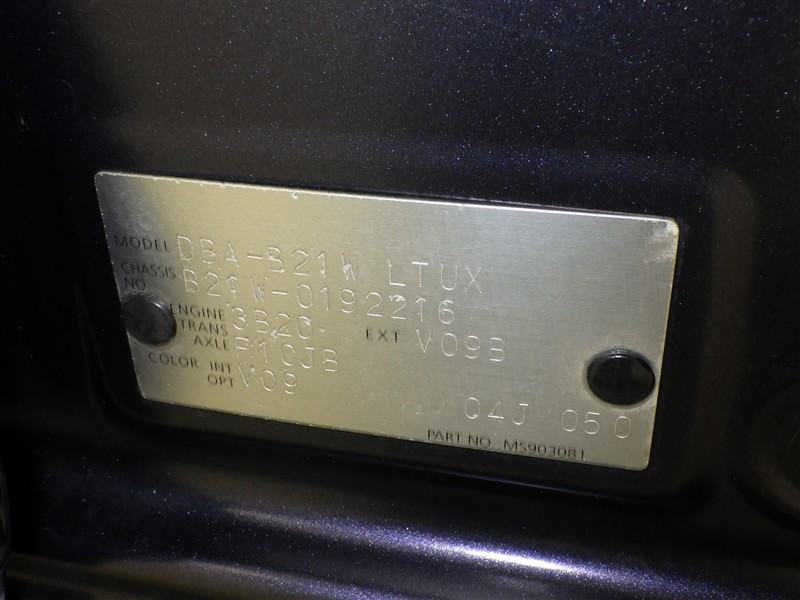 MODEL DBA-B21W LTUX
CHASSIS NO. B21W-0192216
ENGINE 3B20-
TRANS AXLE F1CJB EXT V09B
COLOR INT V09
OPT
04J 050
PART NO. MS903081